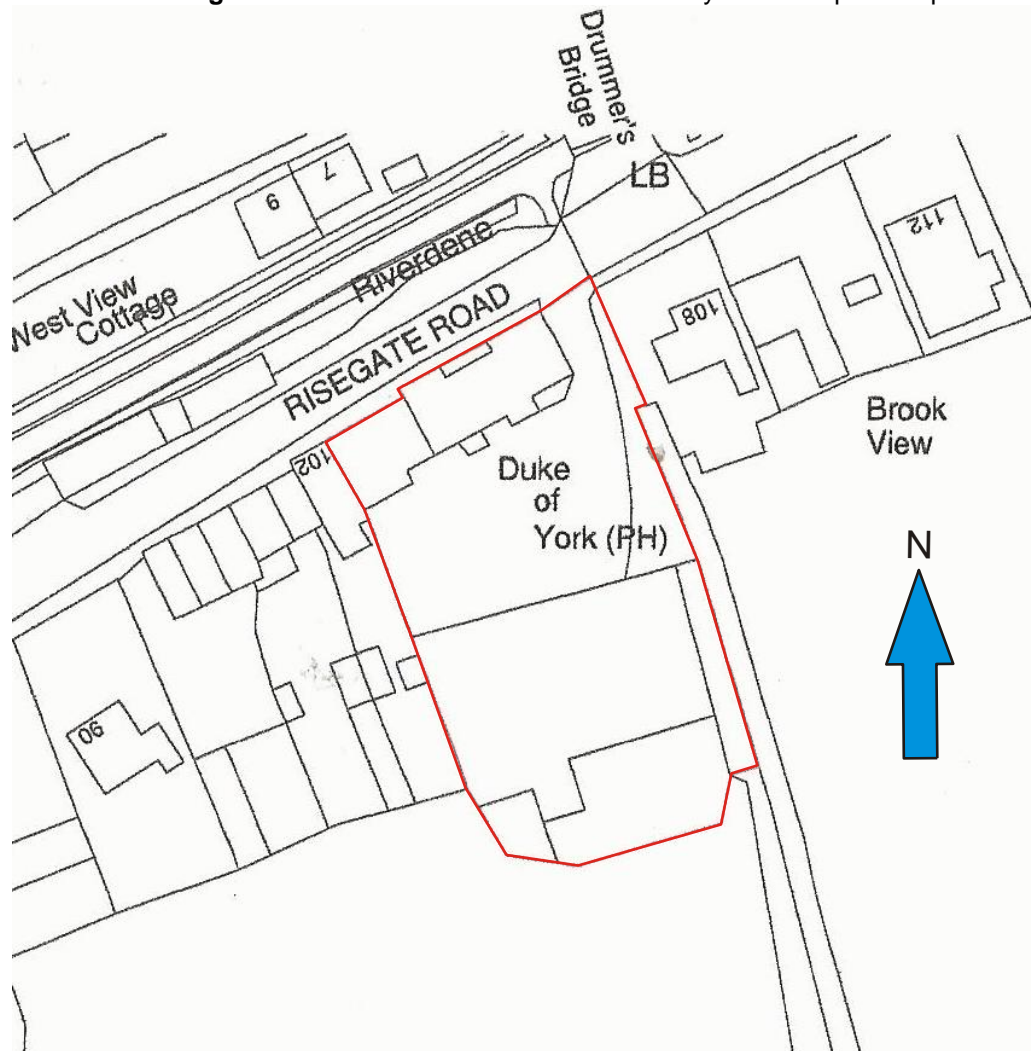 Drummer's
Bridge
LB
7
9
112
Riverdene
West View
Cottage
RISEGATE ROAD
108
Brook
View
102
Duke
of
York (PH)
N
90